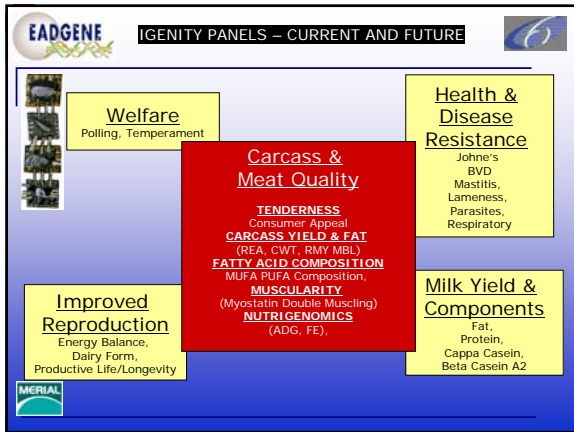 EADGENE
IGENITY PANELS – CURRENT AND FUTURE
Welfare
Polling, Temperament
Health &
Disease
Resistance
Johne's
BVD
Mastitis,
Lameness,
Parasites,
Respiratory
Carcass &
Meat Quality
TENDERNESS
Consumer Appeal
CARCASS YIELD & FAT
(REA, CWT, RMY MBL)
FATTY ACID COMPOSITION
MUFA PUFA Composition,
MUSCULARITY
(Myostatin Double Muscling)
NUTRIGENOMICS
(ADG, FE),
Improved
Reproduction
Energy Balance,
Dairy Form,
Productive Life/Longevity
Milk Yield &
Components
Fat,
Protein,
Cappa Casein,
Beta Casein A2
MERIAL